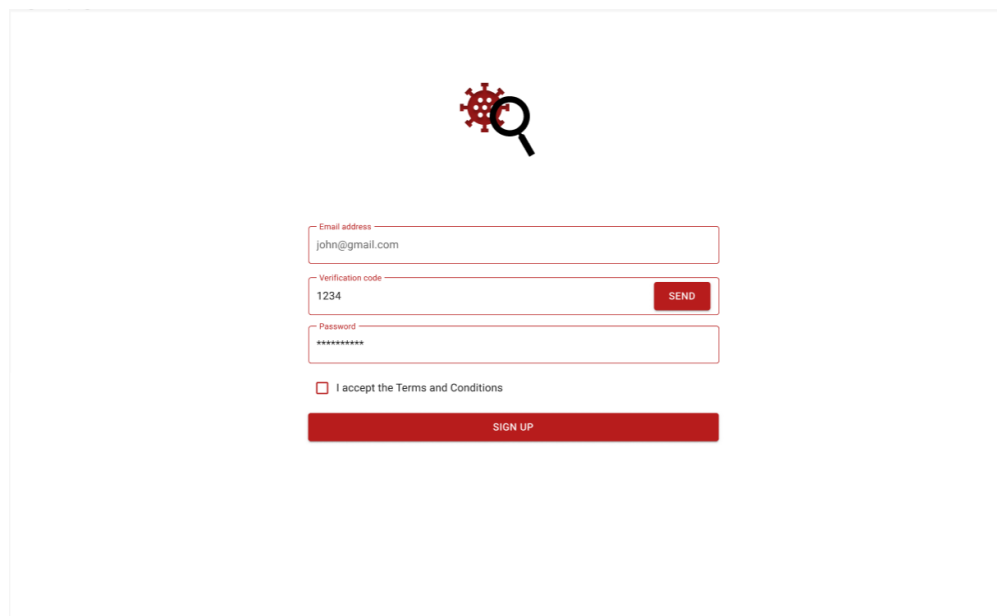 Email address
john@gmail.com
Verification code
1234
SEND
Password
**********
I accept the Terms and Conditions
SIGN UP